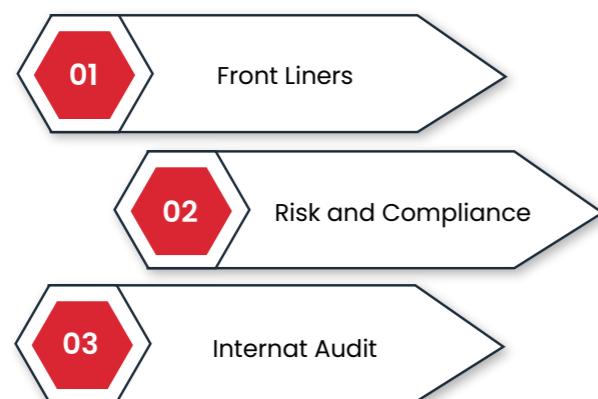 01
Front Liners
02
Risk and Compliance
03
Internat Audit